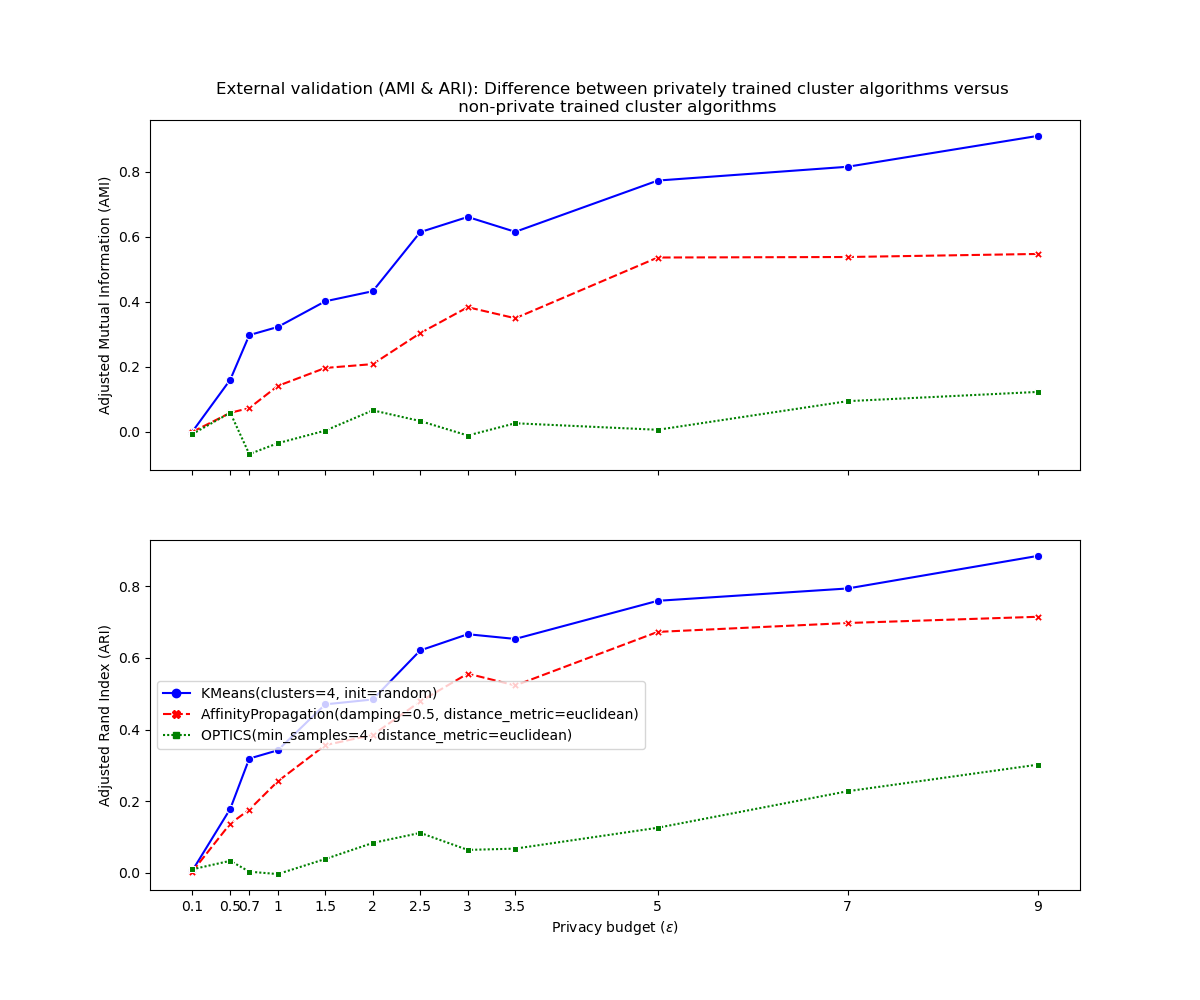 External validation (AMI & ARI): Difference between privately trained cluster algorithms versus
non-private trained cluster algorithms
Adjusted Mutual Information (AMI)
0.8
0.6
0.4
0.2
0.0
Adjusted Rand Index (ARI)
0.8
0.6
0.4
0.2
0.0
KMeans(clusters=4, init=random)
AffinityPropagation(damping=0.5, distance_metric=euclidean)
OPTICS(min_samples=4, distance_metric=euclidean)
0.1 0.5 0.7 1 1.5 2 2.5 3 3.5 5 7 9
Privacy budget (ε)